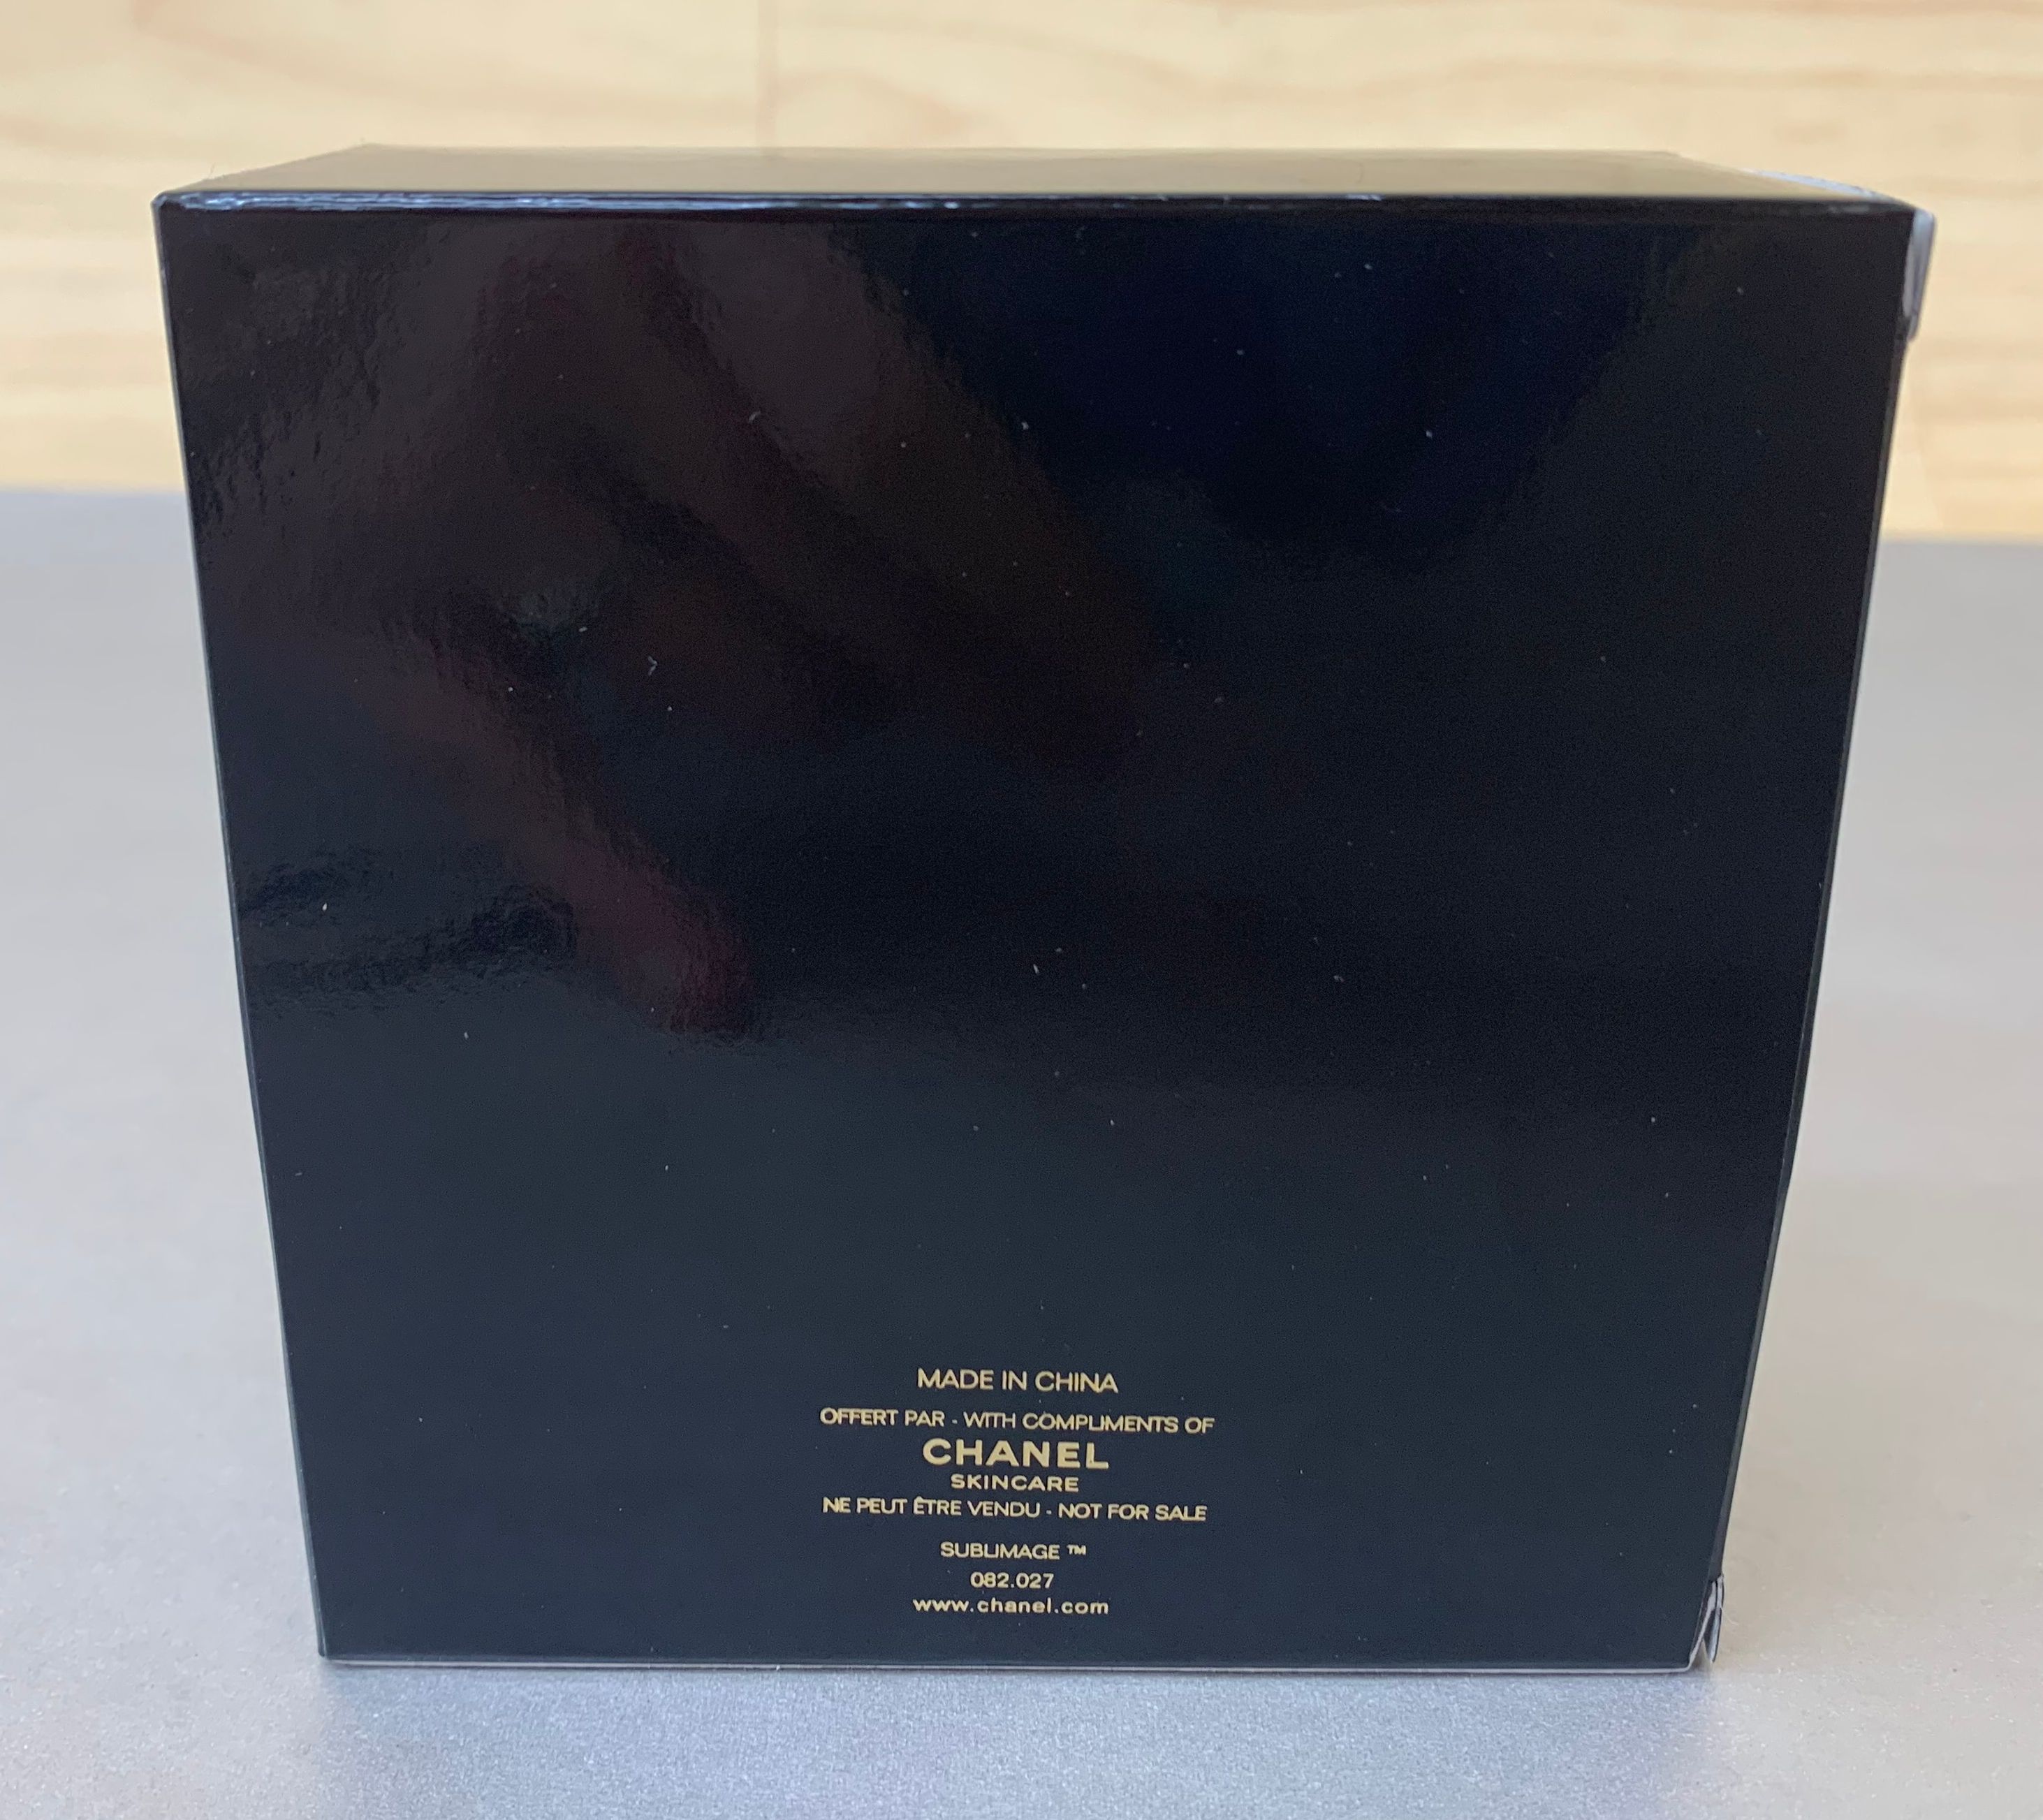 MADE IN CHINA
OFFERT PAR - WITH COMPLIMENTS OF
CHANEL
SKINCARE
NE PEUT ÊTRE VENDU - NOT FOR SALE
SUBLIMAGE ™
082.027
www.chanel.com